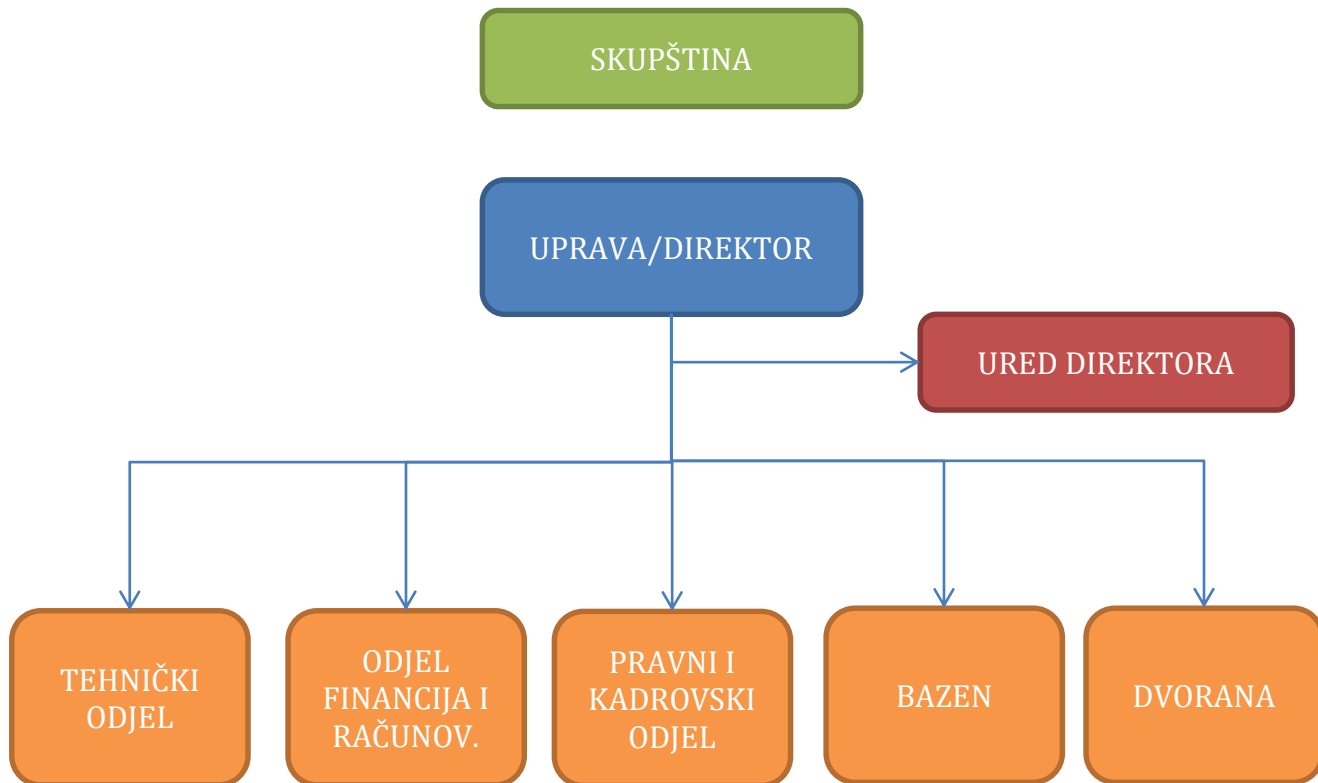 SKUPŠTINA
UPRAVA/DIREKTOR
URED DIREKTORA
TEHNIČKI
ODJEL
ODJEL
FINANCIJA I
RAČUNOV.
PRAVNI I
KADROVSKI
ODJEL
BAZEN
DVORANA